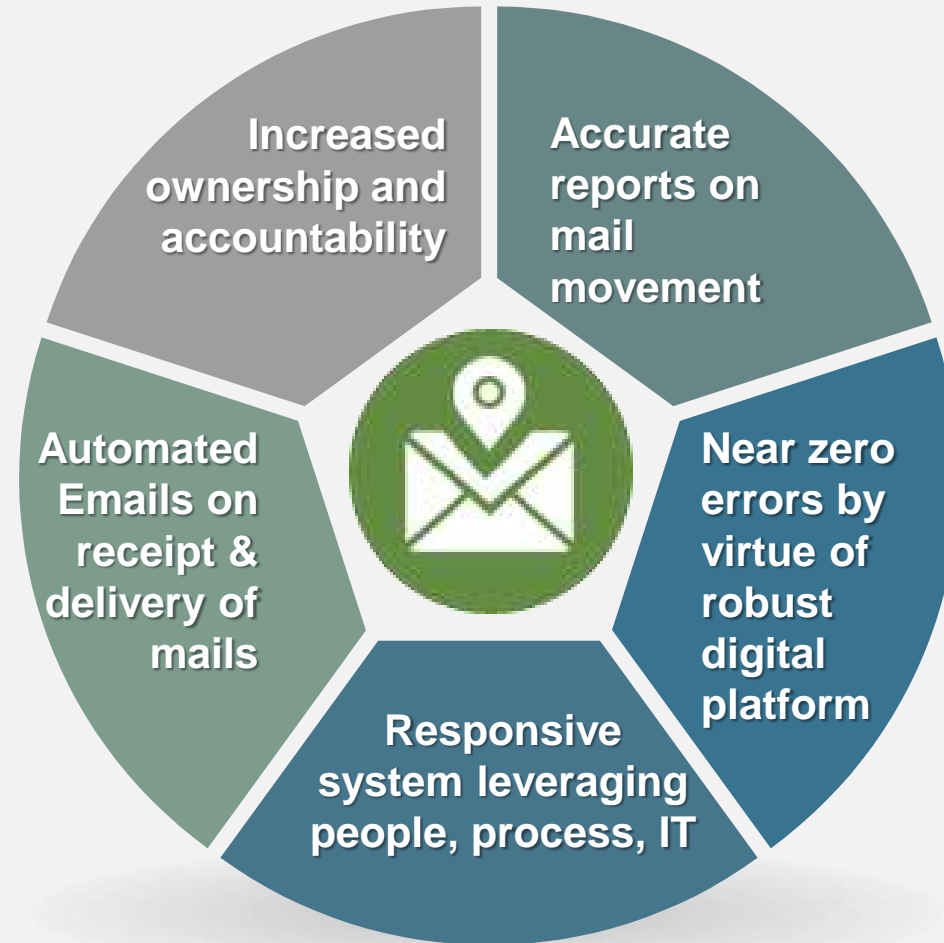 Increased
ownership and
accountability
Accurate
reports on
mail
movement
Automated
Emails on
receipt &
delivery of
mails
Near zero
errors by
virtue of
robust
digital
platform
Responsive
system leveraging
people, process, IT